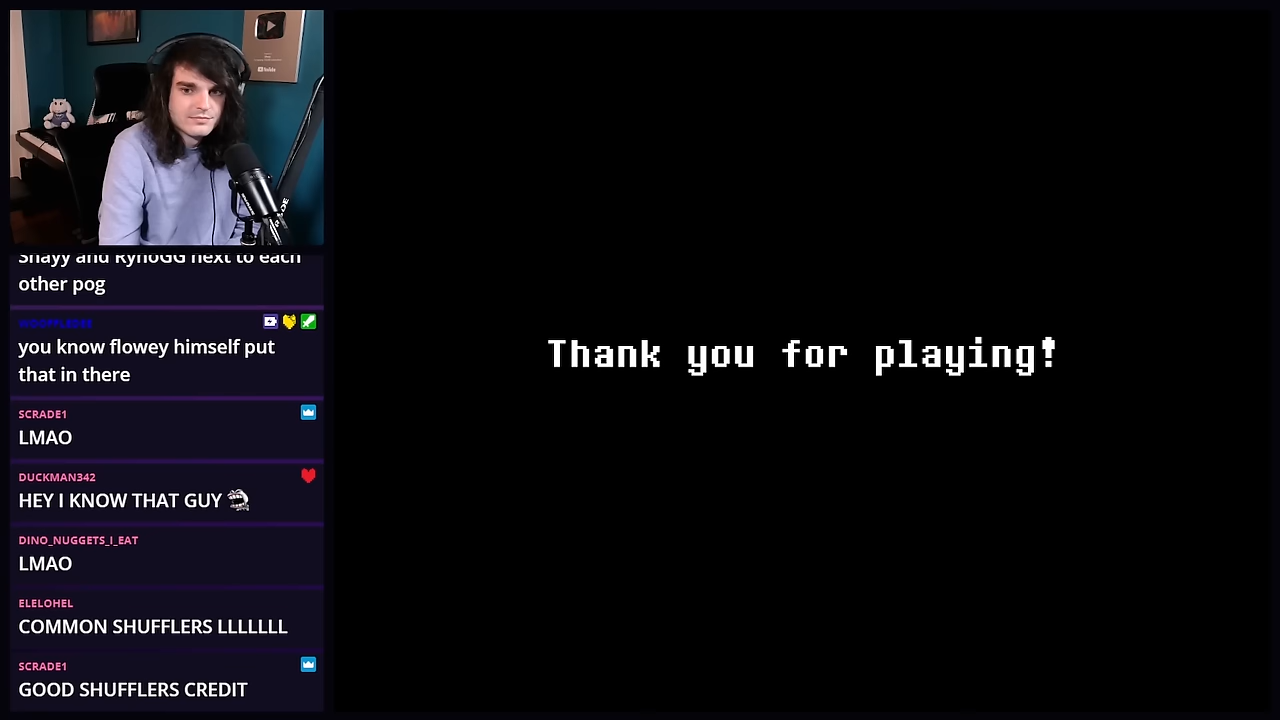 Shayy and RyhoGG next to each
other pog
you know flowey himself put
that in there
SCRADE1
LMAO
DUCKMAN342
HEY I KNOW THAT GUY
DINO_NUGGETS_I_EAT
LMAO
ELELOHEL
COMMON SHUFFLERS LLLLLLL
SCRADE1
GOOD SHUFFLERS CREDIT
Thank you for playing!